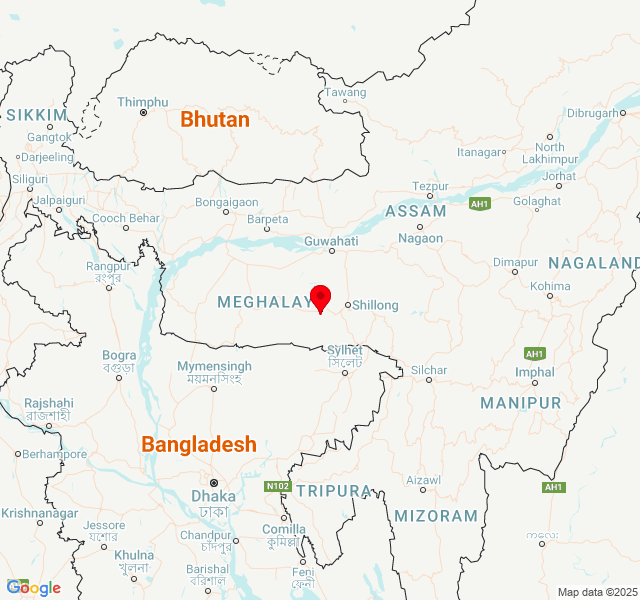 Tawang
Thimphu
Dibrugarh
SIKKIM
Bhutan
Gangtok
North
Lakhimpur
Itanagar
Darjeeling
Siliguri
Jorhat
Tezpur
Jalpaiguri
Bongaigaon
ASSAM
AH1
Golaghat
Cooch Behar
Barpeta
Nagaon
Guwahati
NAGALAND
Rangpur
রংপুর
Dimapur
Kohima
MEGHALAY
Shillong
Bogra
বগুড়া
Sylhet
সিলেট
AH1
Mymensingh
ময়মনসিংহ
Silchar
Imphal
Rajshahi
রাজশাহী
MANIPUR
Bangladesh
Berhampore
Dhaka
ঢাকা
N102
TRIPURA
Aizawl
AH1
MIZORAM
Krishnanagar
Jessore
যশোর
Comilla
কুমিল্লা
Chandpur
চাঁদপুর
ကလေး
Khulna
খুলনা
Barishal
বরিশাল
Feni
ফেনী
Google
Map data ©2025